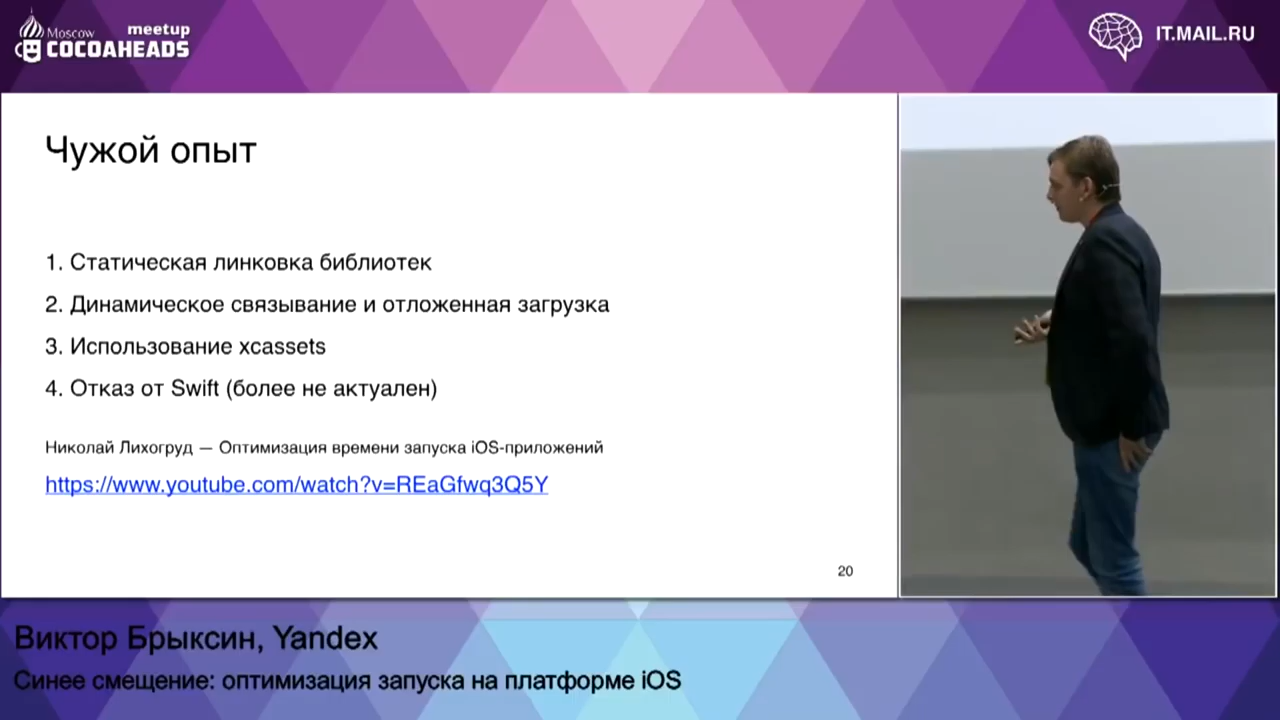 Moscow meetup
COCOAHEADS
IT.MAIL.RU
Чужой опыт
1. Статическая линковка библиотек
2. Динамическое связывание и отложенная загрузка
3. Использование xcassets
4. Отказ от Swift (более не актуален)
Николай Лихогруд — Оптимизация времени запуска iOS-приложений
https://www.youtube.com/watch?v=REaGfwq3Q5Y
20
Виктор Брыксин, Yandex
Синее смещение: оптимизация запуска на платформе iOS